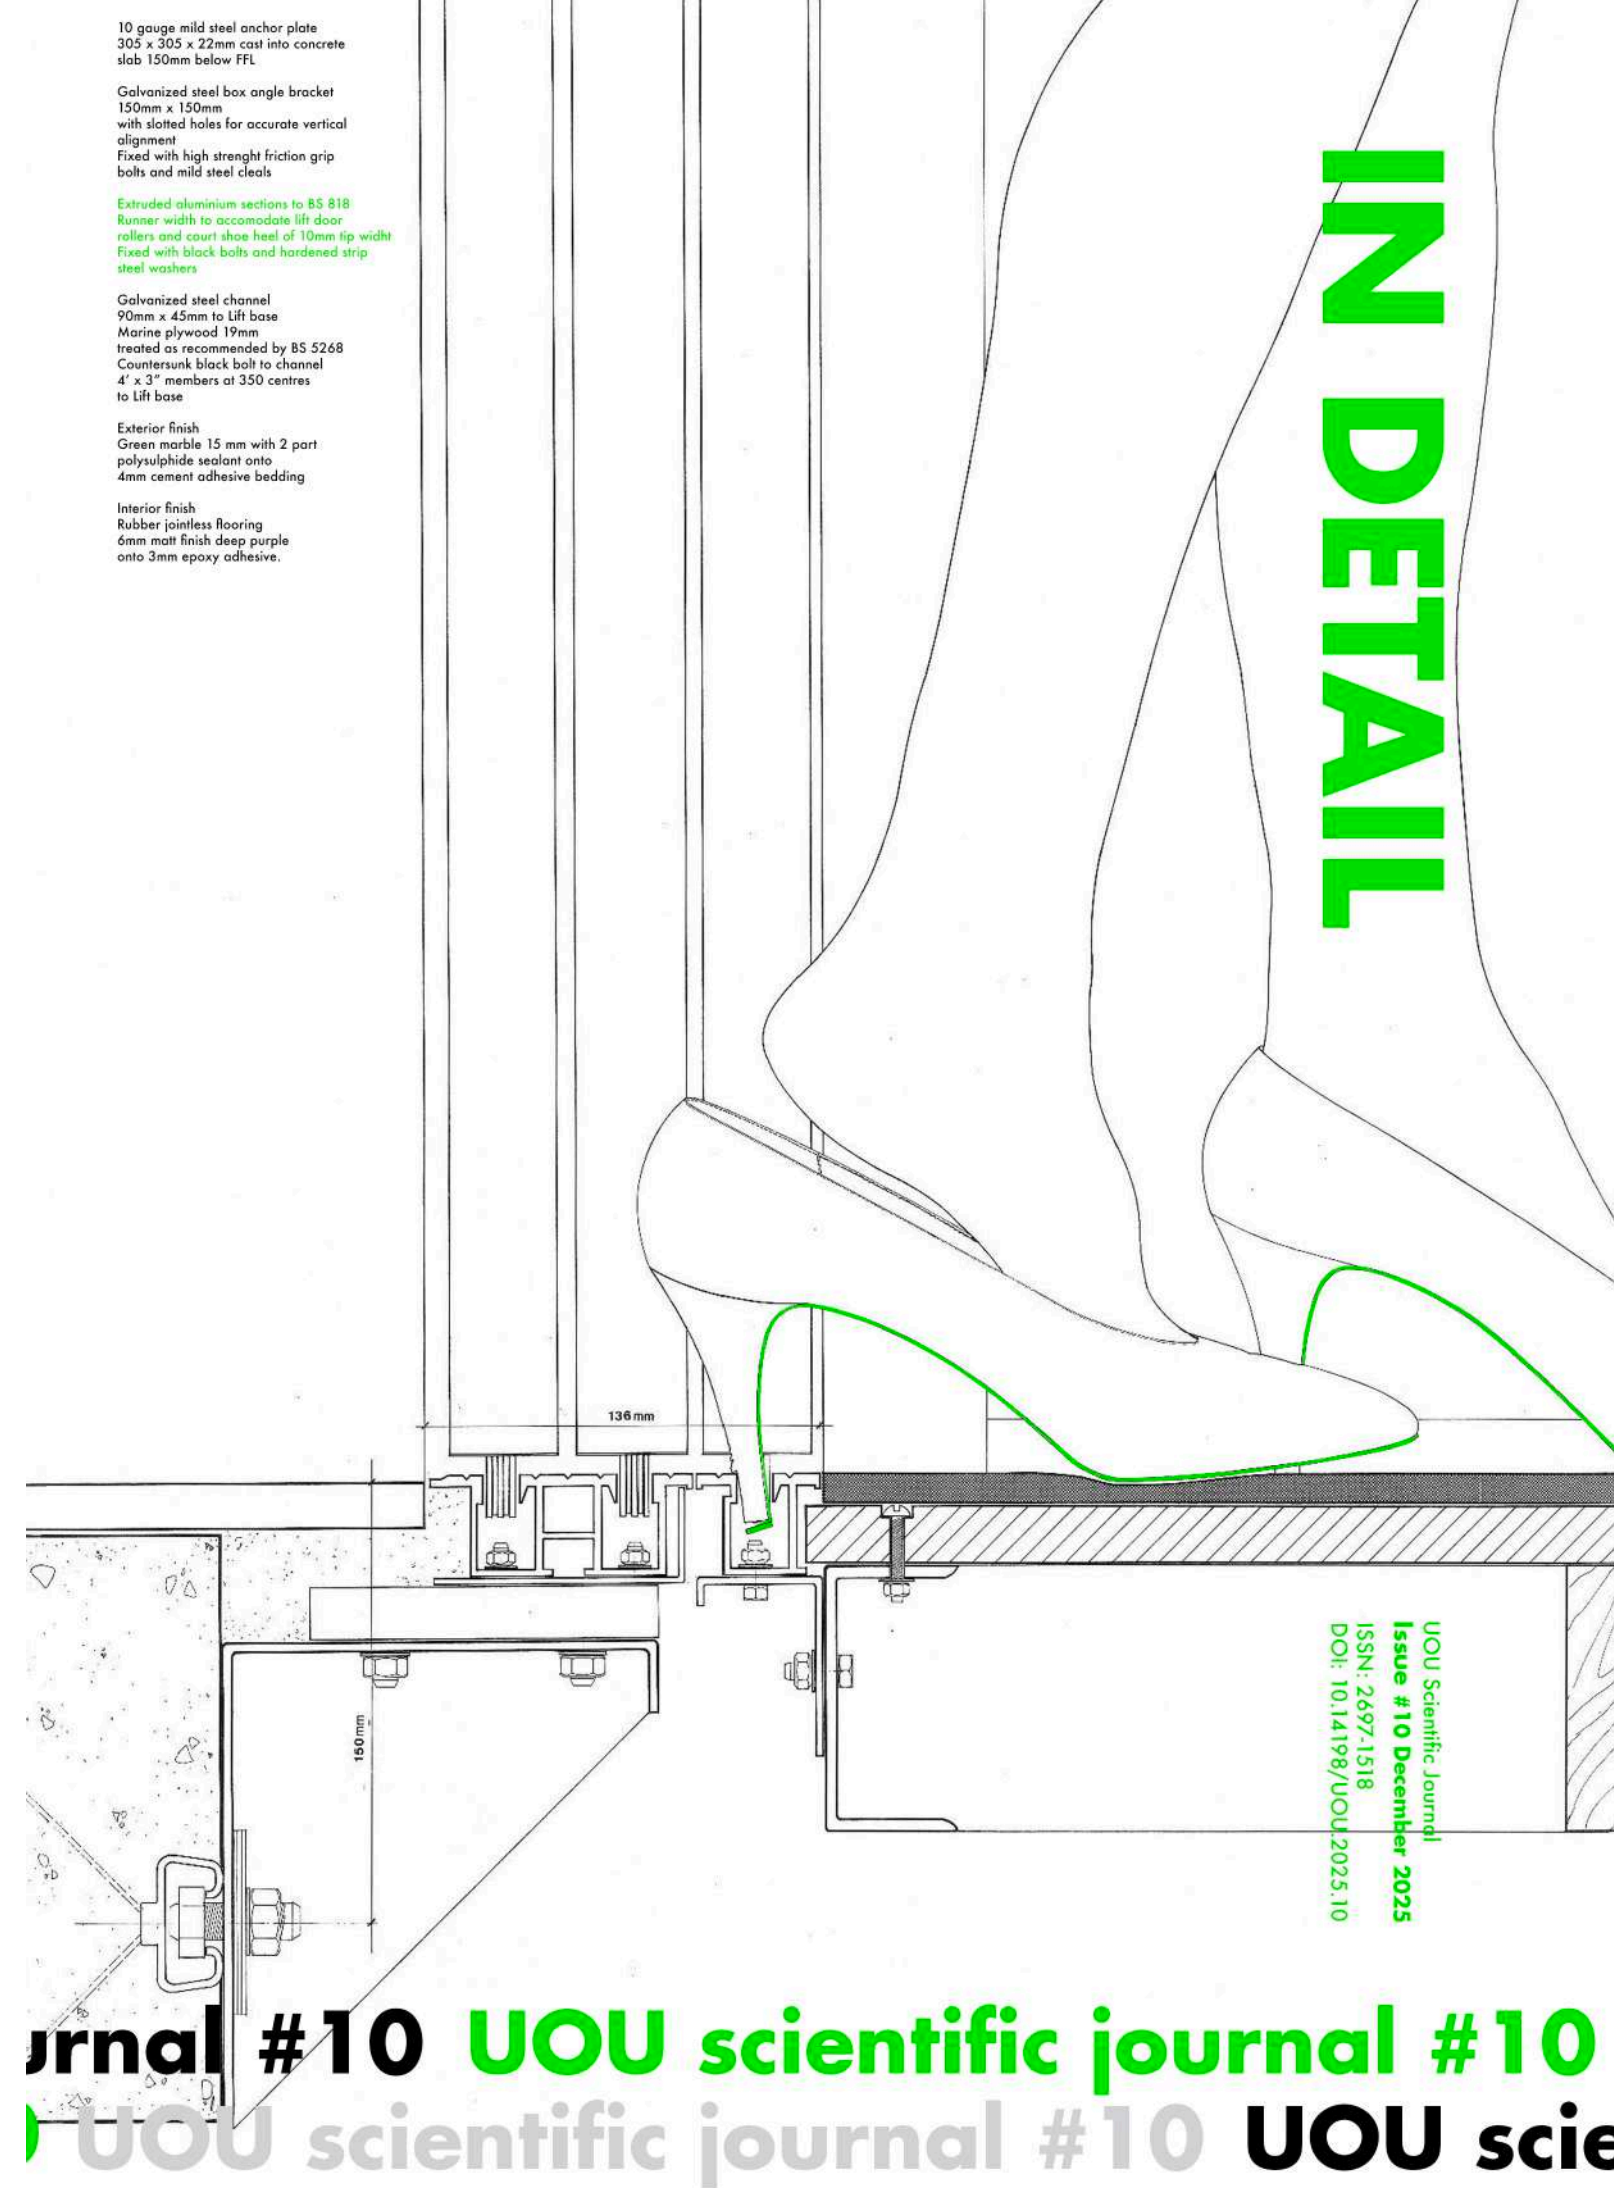 10 gauge mild steel anchor plate
305 x 305 x 22mm cast into concrete
slab 150mm below FFL
Galvanized steel box angle bracket
150mm x 150mm
with slotted holes for accurate vertical
alignment
Fixed with high strenght friction grip
bolts and mild steel cleals
Extruded aluminium sections to BS 818
Runner width to accomodate lift door
rollers and court shoe heel of 10mm tip widht
Fixed with black bolts and hardened strip
steel washers
Galvanized steel channel
90mm x 45mm to Lift base
Marine plywood 19mm
treated as recommended by BS 5268
Countersunk black bolt to channel
4' x 3" members at 350 centres
to Lift base
Exterior finish
Green marble 15 mm with 2 part
polysulphide sealant onto
4mm cement adhesive bedding
Interior finish
Rubber jointless flooring
6mm matt finish deep purple
onto 3mm epoxy adhesive.
IN DETAIL
136mm
150mm
UOU Scientific Journal
Issue #10 December 2025
ISSN: 2697-1518
DOI: 10.14198/UOU.2025.10
urnal #10 UOU scientific journal #10
UOU scientific journal #10 UOU scie